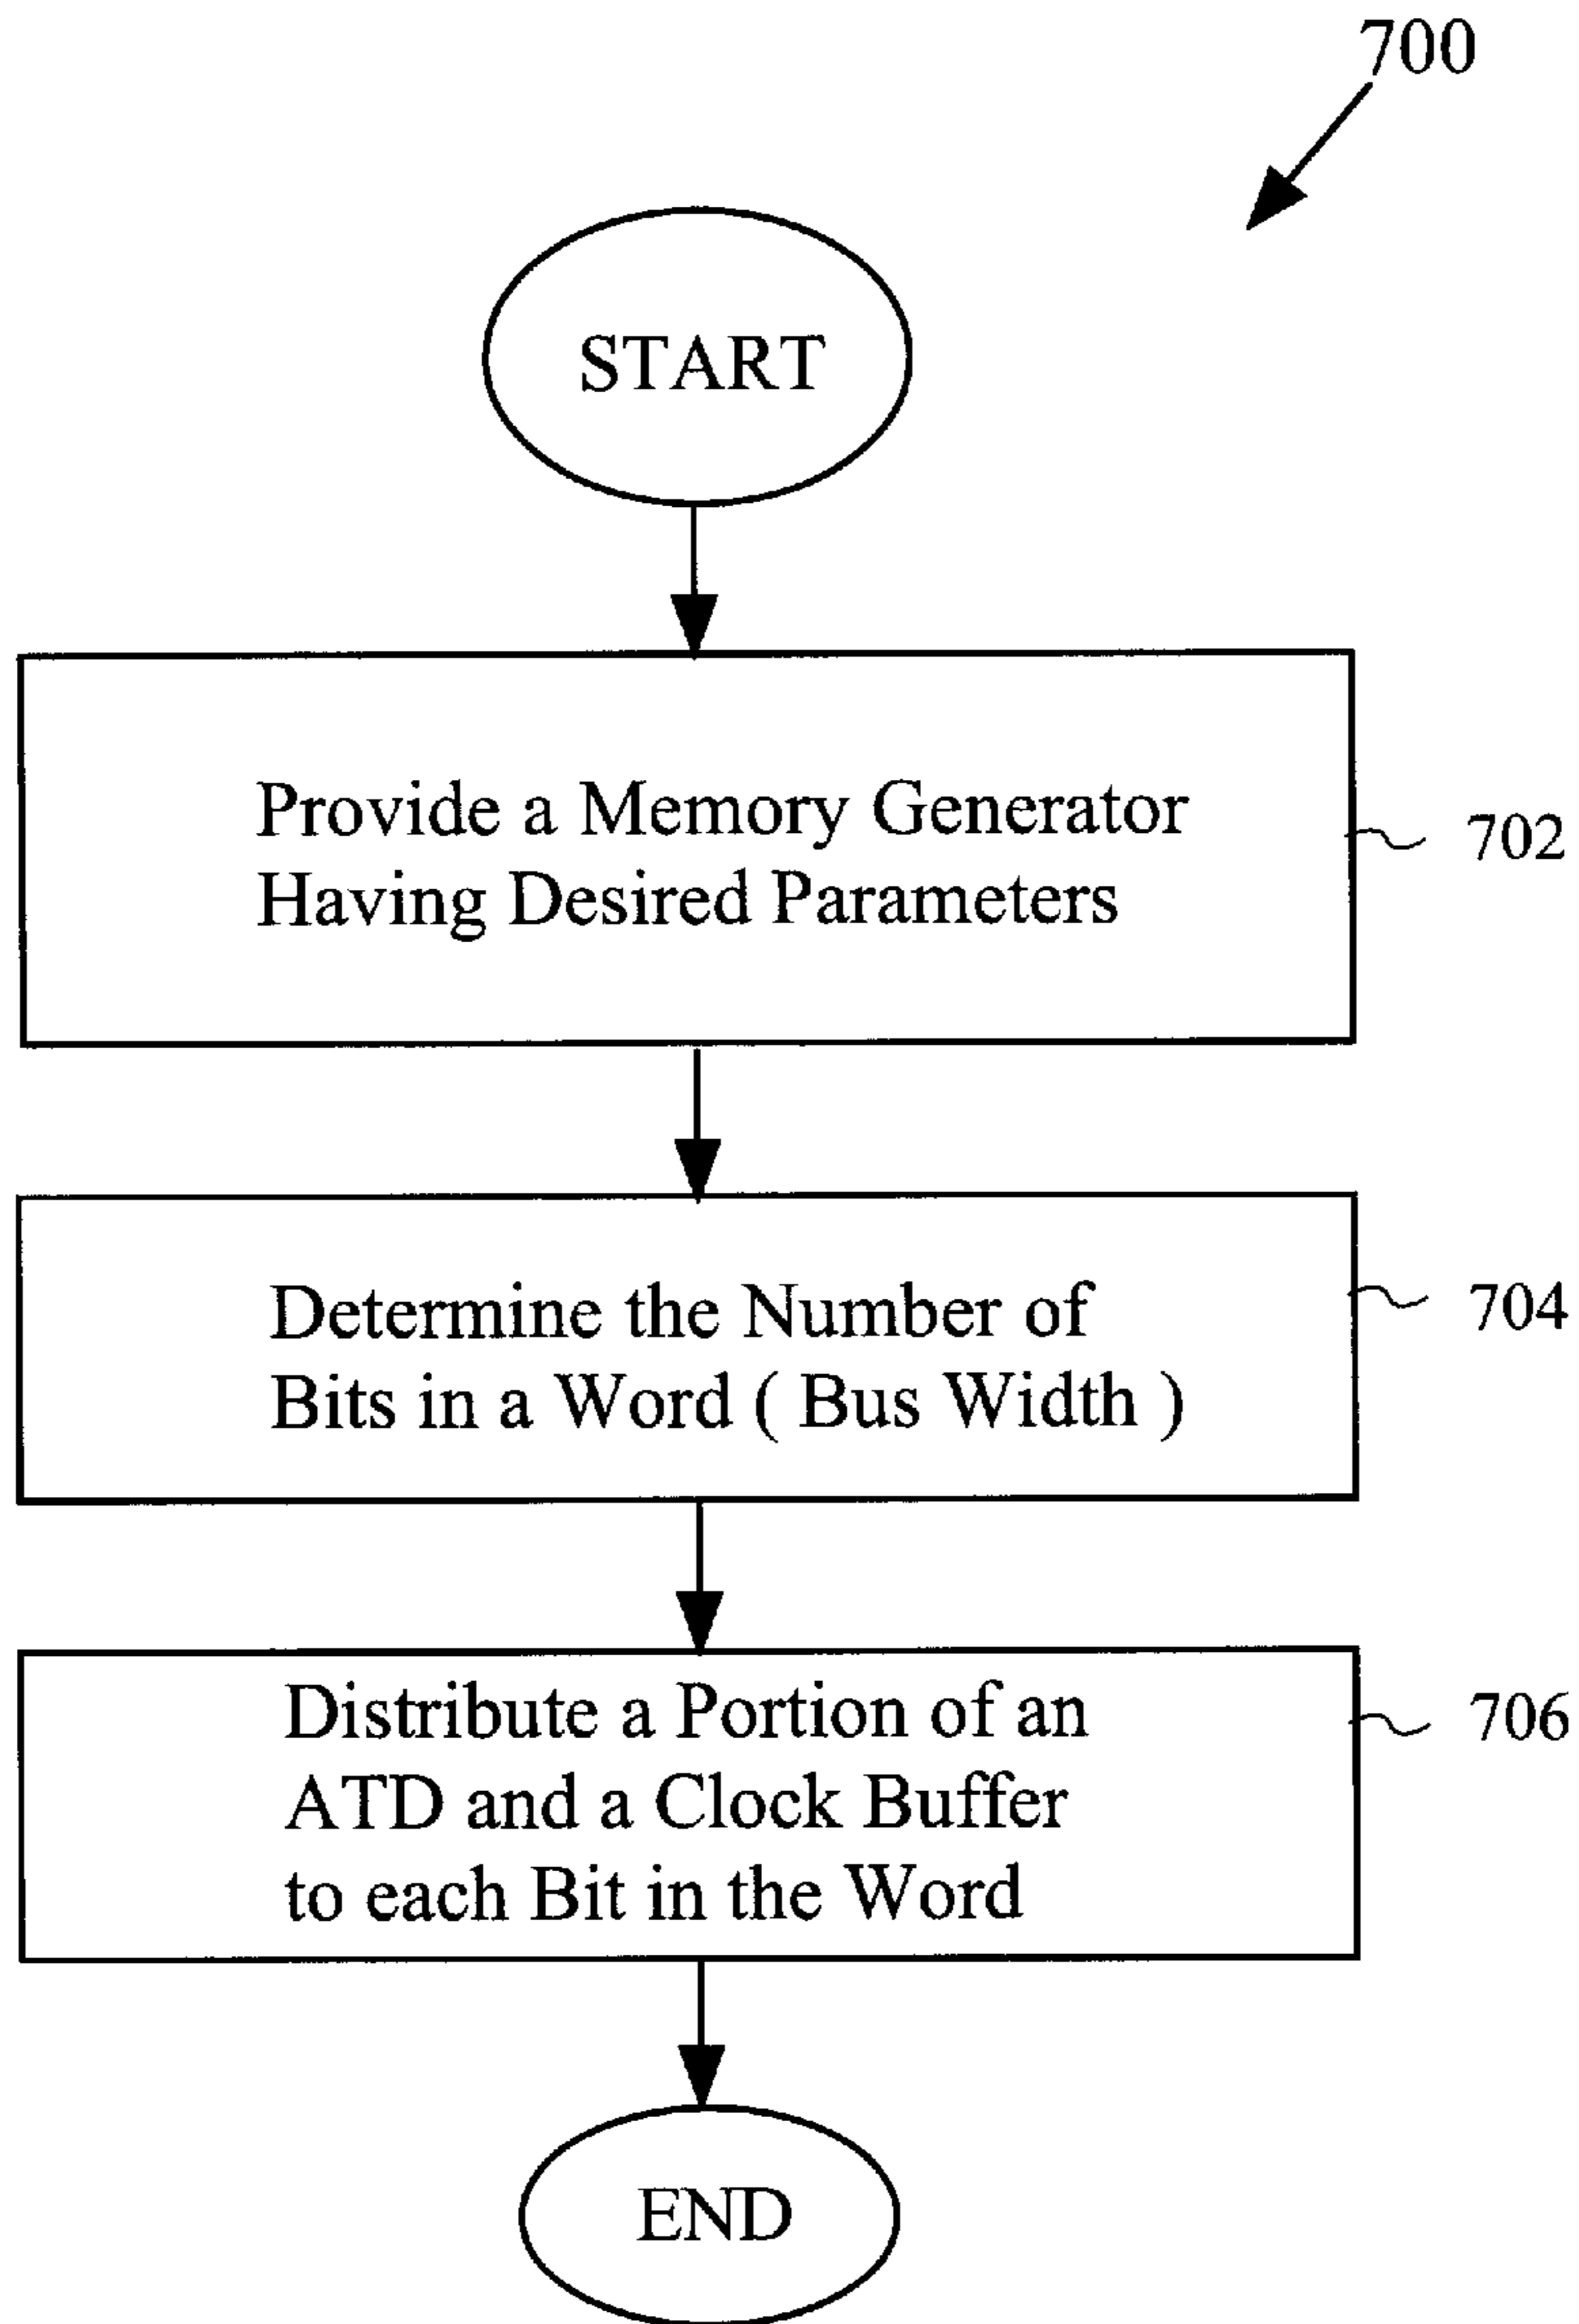 700
START
Provide a Memory Generator
Having Desired Parameters
702
Determine the Number of
Bits in a Word ( Bus Width )
704
Distribute a Portion of an
ATD and a Clock Buffer
to each Bit in the Word
706
END